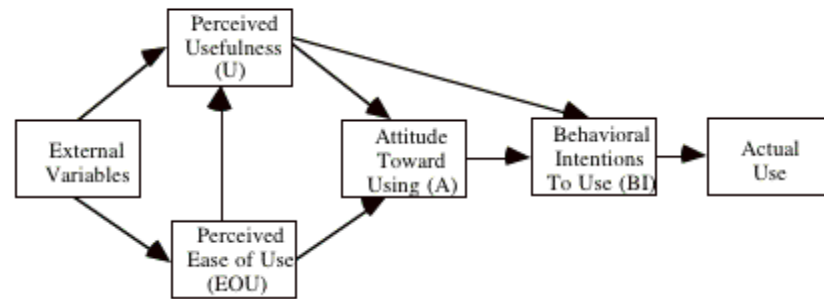 Perceived
Usefulness
(U)
External
Variables
Attitude
Toward
Using (A)
Behavioral
Intentions
To Use (BI)
Actual
Use
Perceived
Ease of Use
(EOU)